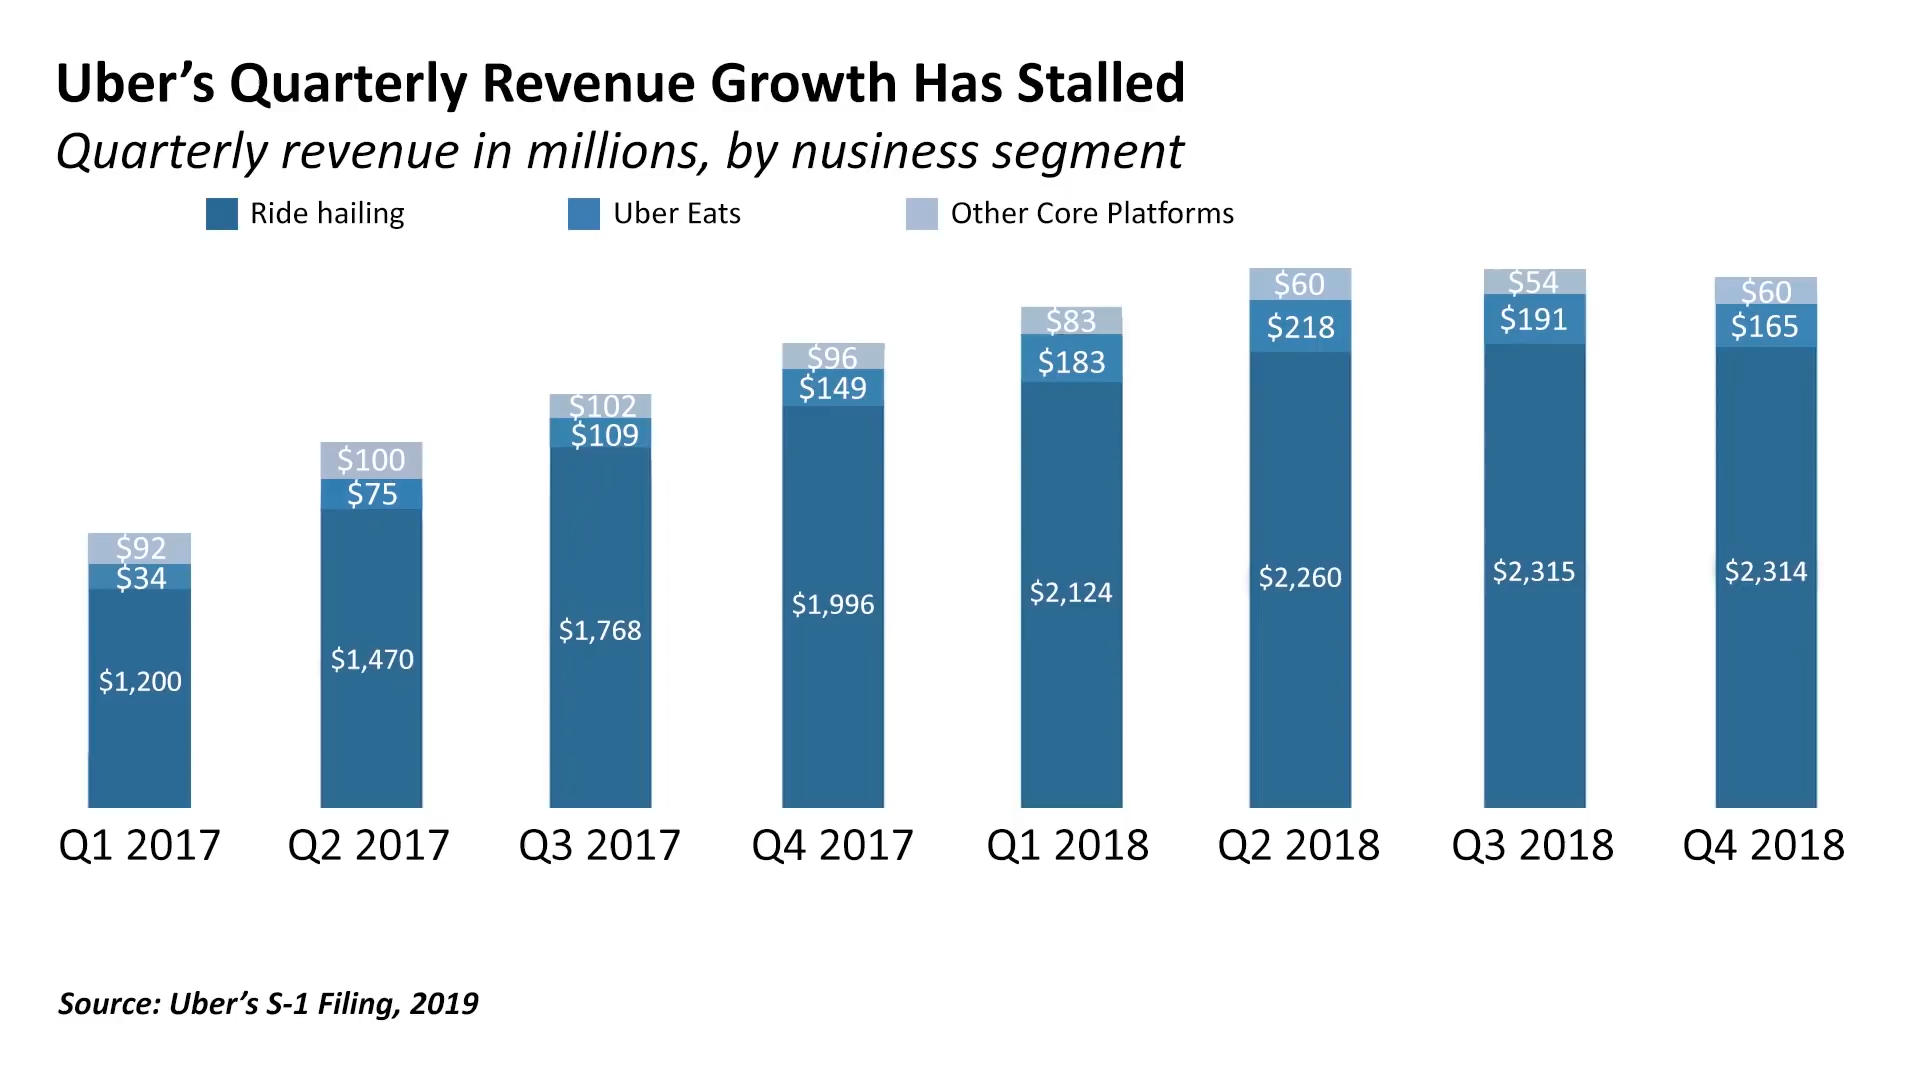 Uber’s Quarterly Revenue Growth Has Stalled
Quarterly revenue in millions, by nusiness segment
Ride hailing
Uber Eats
Other Core Platforms
$92
$34
$1,200
$100
$75
$1,470
$102
$109
$1,768
$96
$149
$1,996
$83
$183
$2,124
$60
$218
$2,260
$54
$191
$2,315
$60
$165
$2,314
Q1 2017
Q2 2017
Q3 2017
Q4 2017
Q1 2018
Q2 2018
Q3 2018
Q4 2018
Source: Uber’s S-1 Filing, 2019